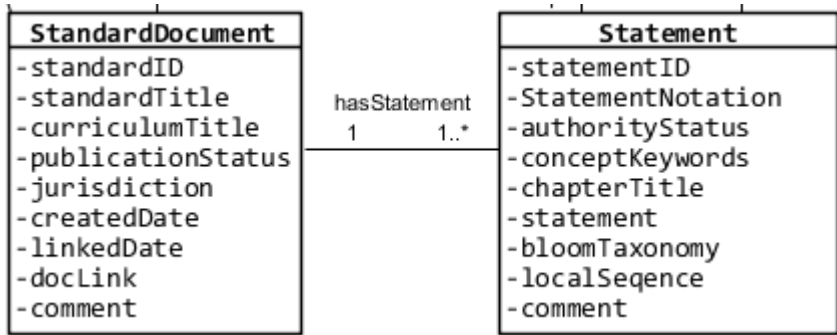 StandardDocument
-standardID
-standardTitle
-curriculumTitle
-publicationStatus
-jurisdiction
-createdDate
-linkedDate
-docLink
-comment
hasStatement
1 1..*
Statement
-statementID
-StatementNotation
-authorityStatus
-conceptKeywords
-chapterTitle
-statement
-bloomTaxonomy
-localSeqence
-comment